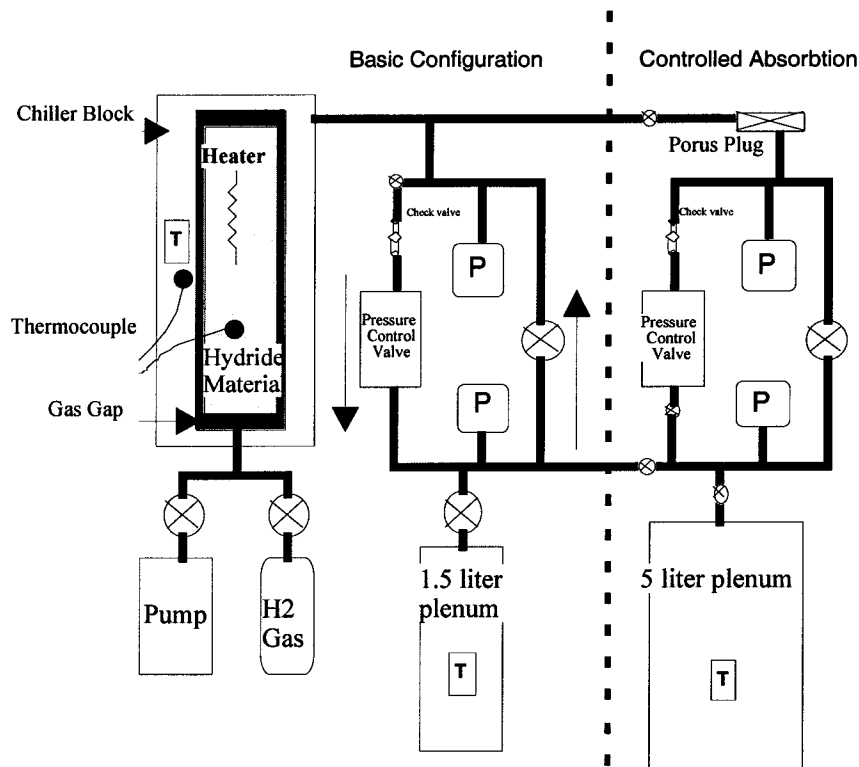 Basic Configuration
Controlled Absorbtion
Chiller Block
Heater
Porus Plug
Check valve
Check valve
T
P
P
Thermocouple
Pressure
Control
Valve
Pressure
Control
Valve
Hydride
Materia
Gas Gap
P
P
1.5 liter
plenum
5 liter plenum
Pump
H2
Gas
T
T